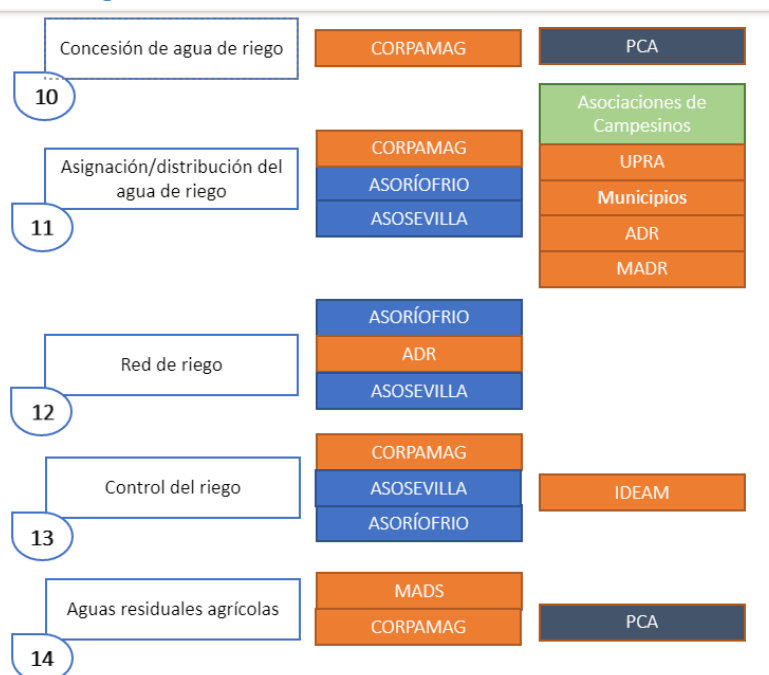 Concesión de agua de riego
CORPAMAG
PCA
10
Asociaciones de
Campesinos
Asignación/distribución del
agua de riego
CORPAMAG
ASORÍOFRIO
ASOSEVILLA
UPRA
Municipios
ADR
MADR
11
Red de riego
ASORÍOFRIO
ADR
ASOSEVILLA
12
Control del riego
CORPAMAG
ASOSEVILLA
ASORÍOFRIO
IDEAM
13
Aguas residuales agrícolas
MADS
CORPAMAG
PCA
14